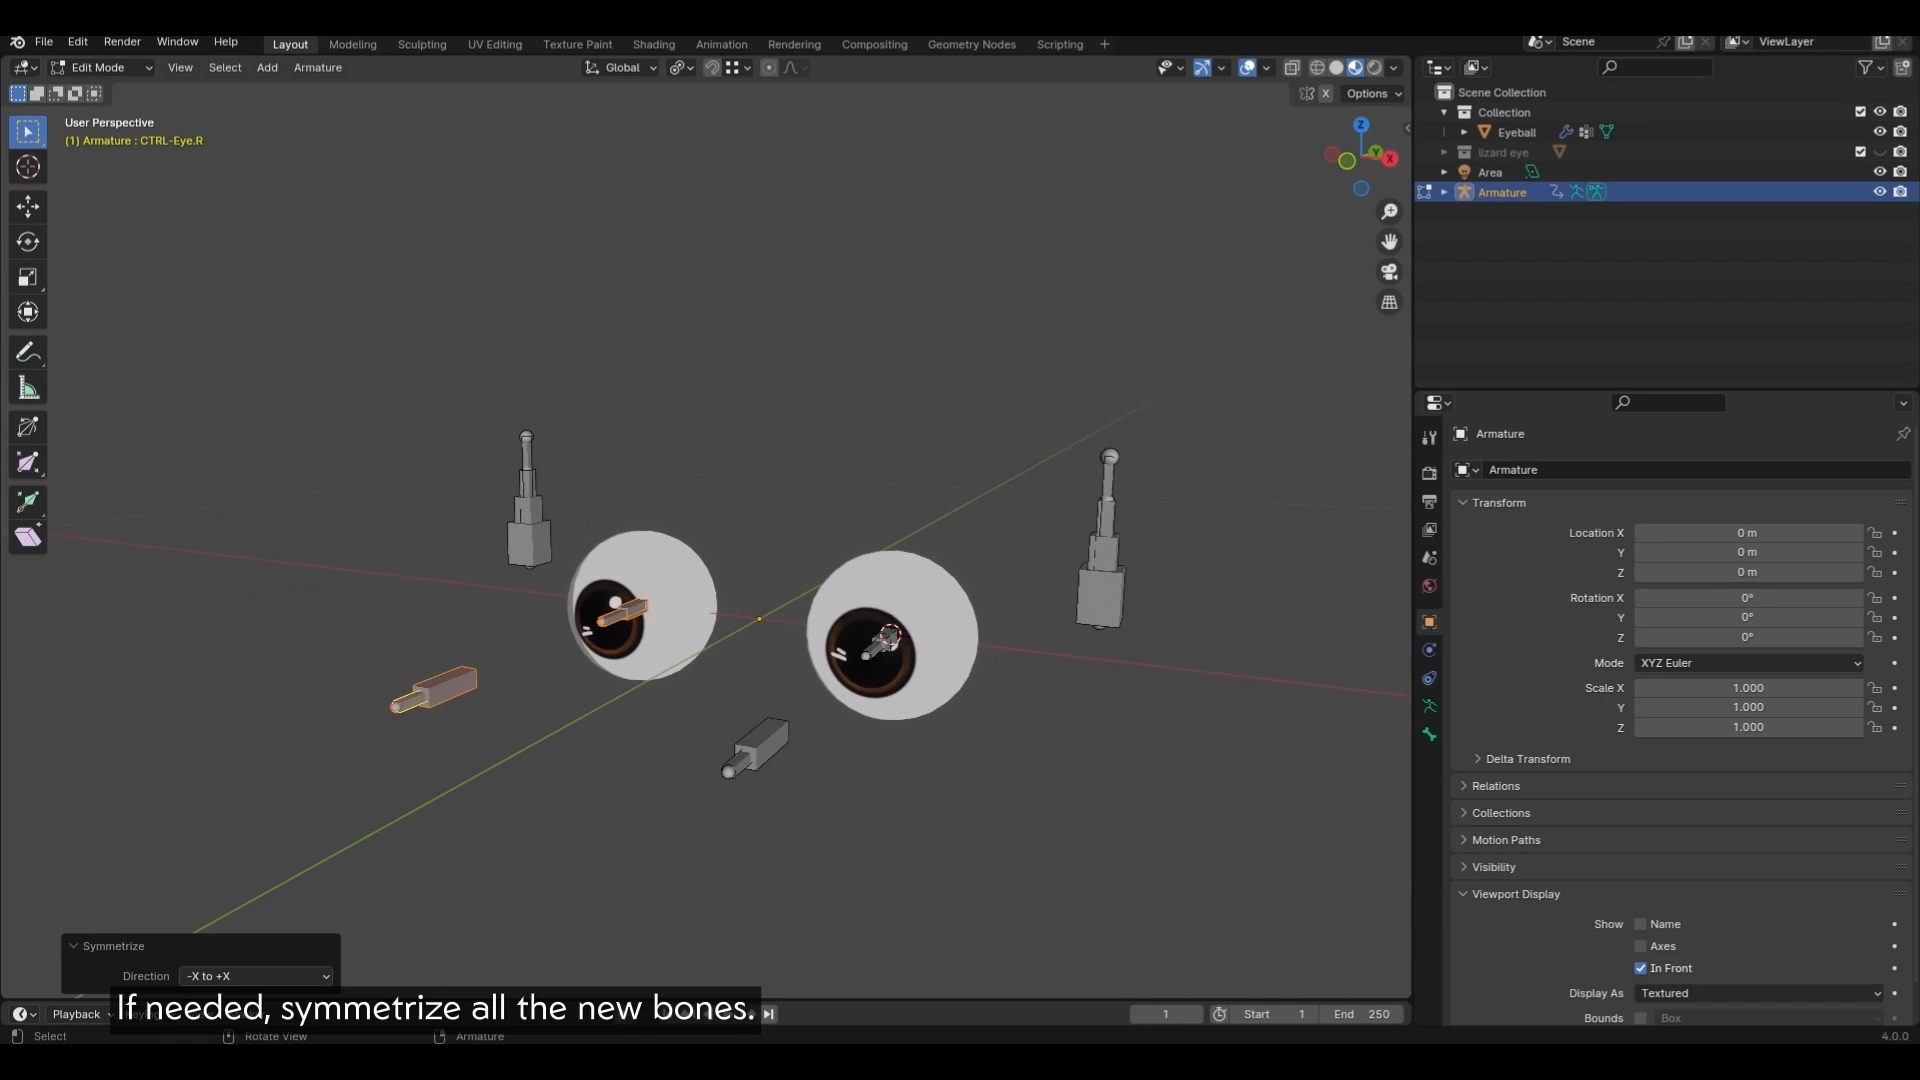 File Edit Render Window Help Layout Modeling Sculpting UV Editing Texture Paint Shading Animation Rendering Compositing Geometry Nodes Scripting + Scene ViewLayer
Edit Mode View Select Add Armature Global
X Options
User Perspective
(1) Armature : CTRL-Eye.R
Z
Y
X
Scene Collection
Collection
Eyeball
lizard eye
Area
Armature
Armature
Armature
Transform
Location X 0 m
Y 0 m
Z 0 m
Rotation X 0°
Y 0°
Z 0°
Mode XYZ Euler
Scale X 1.000
Y 1.000
Z 1.000
Delta Transform
Relations
Collections
Motion Paths
Visibility
Viewport Display
Show Name
Axes
In Front
Display As Textured
Bounds Box
Symmetrize
Direction -X to +X
If needed, symmetrize all the new bones.
Playback 1 Start 1 End 250
Select Rotate View Armature 4.0.0